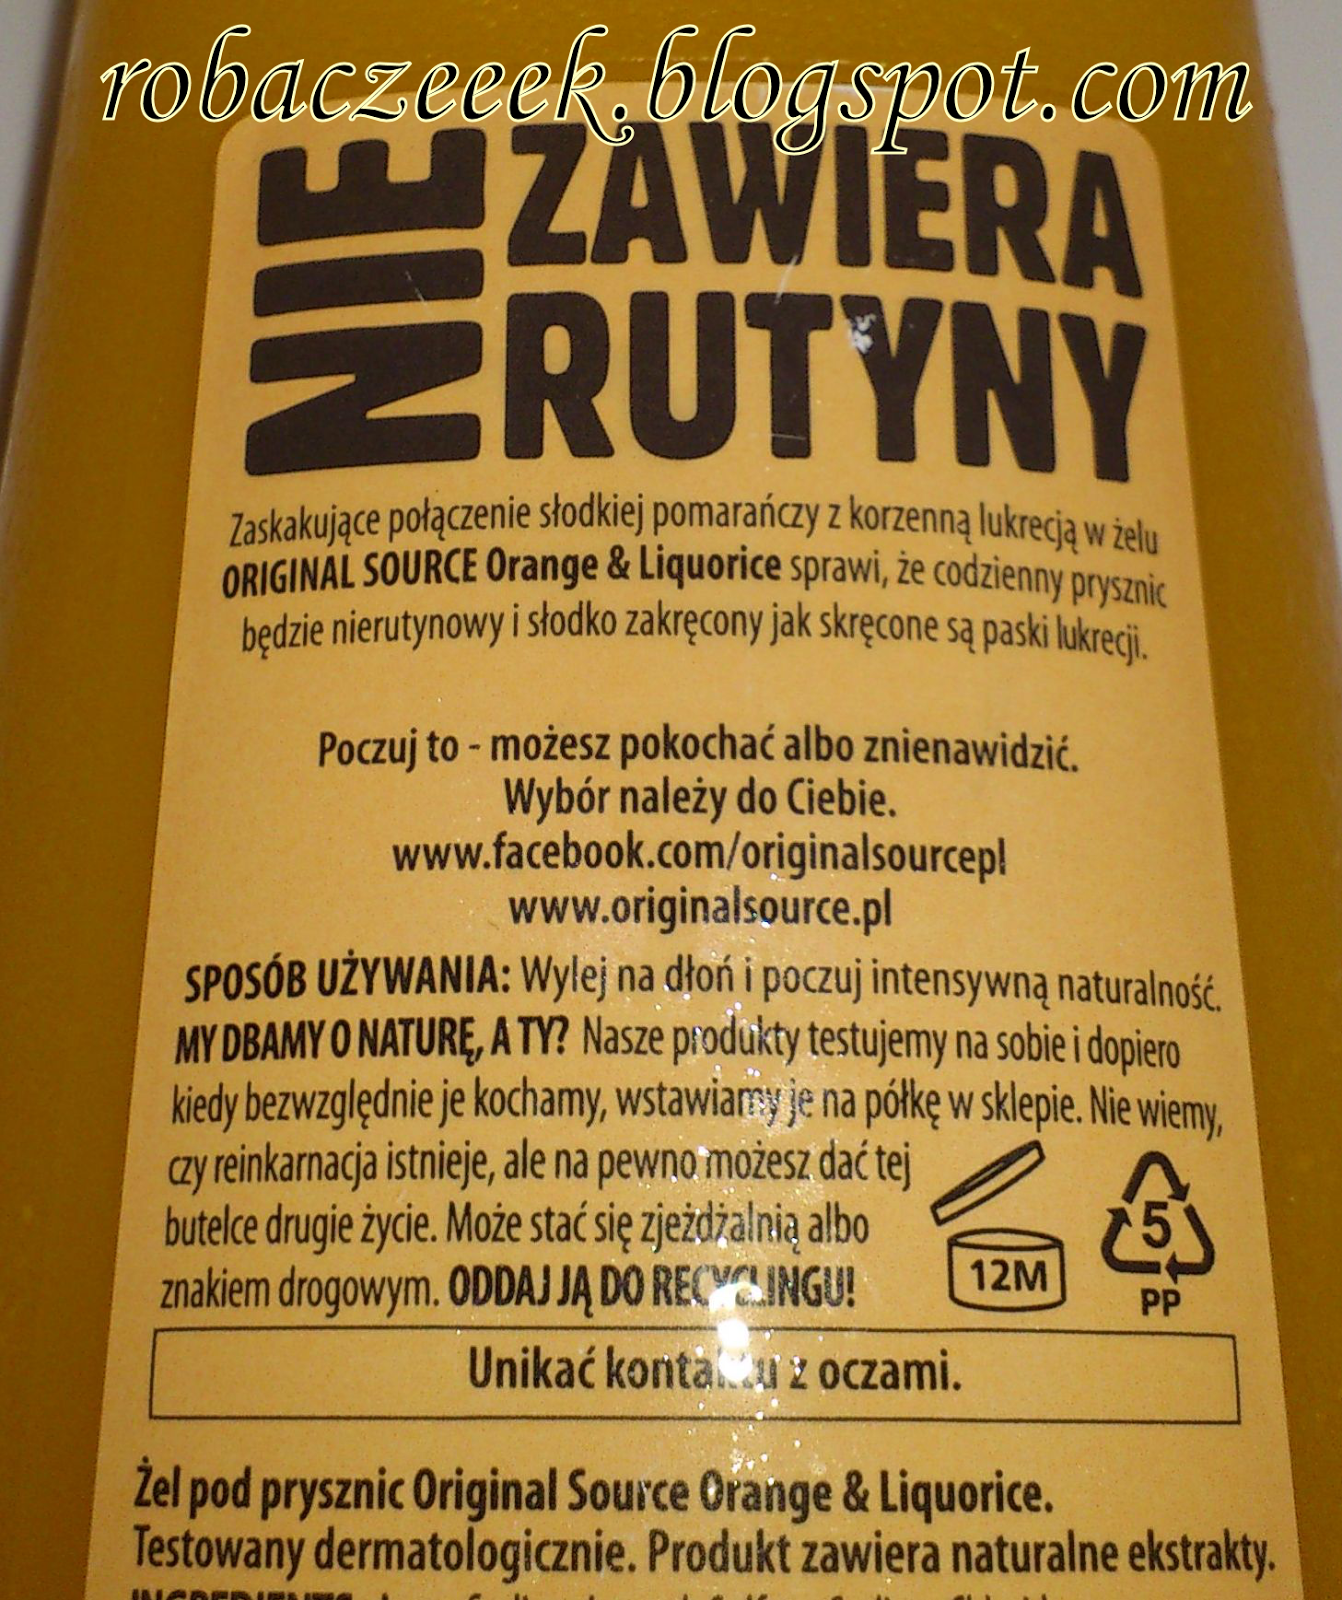 robaczeeek.blogspot.com
NIE ZAWIERA
RUTYNY
Zaskakujące połączenie słodkiej pomarańczy z korzenną lukrecją w żelu
ORIGINAL SOURCE Orange & Liquorice sprawi, że codzienny prysznic
będzie nierutynowy i słodko zakręcony jak skręcone są paski lukrecji.
Poczuj to - możesz pokochać albo znienawidzić.
Wybór należy do Ciebie.
www.facebook.com/originalsourcepl
www.originalsource.pl
SPOSÓB UŻYWANIA: Wylej na dłoń i poczuj intensywną naturalność.
MY DBAMY O NATURĘ, A TY? Nasze produkty testujemy na sobie i dopiero
kiedy bezwzględnie je kochamy, wstawiamy je na półkę w sklepie. Nie wiemy,
czy reinkarnacja istnieje, ale na pewno możesz dać tej
butelce drugie życie. Może stać się zjeżdżalnią albo
znakiem drogowym. ODDAJ JĄ DO RECYCLINGU!
12M
5
PP
Unikać kontaktu z oczami.
Żel pod prysznic Original Source Orange & Liquorice.
Testowany dermatologicznie. Produkt zawiera naturalne ekstrakty.